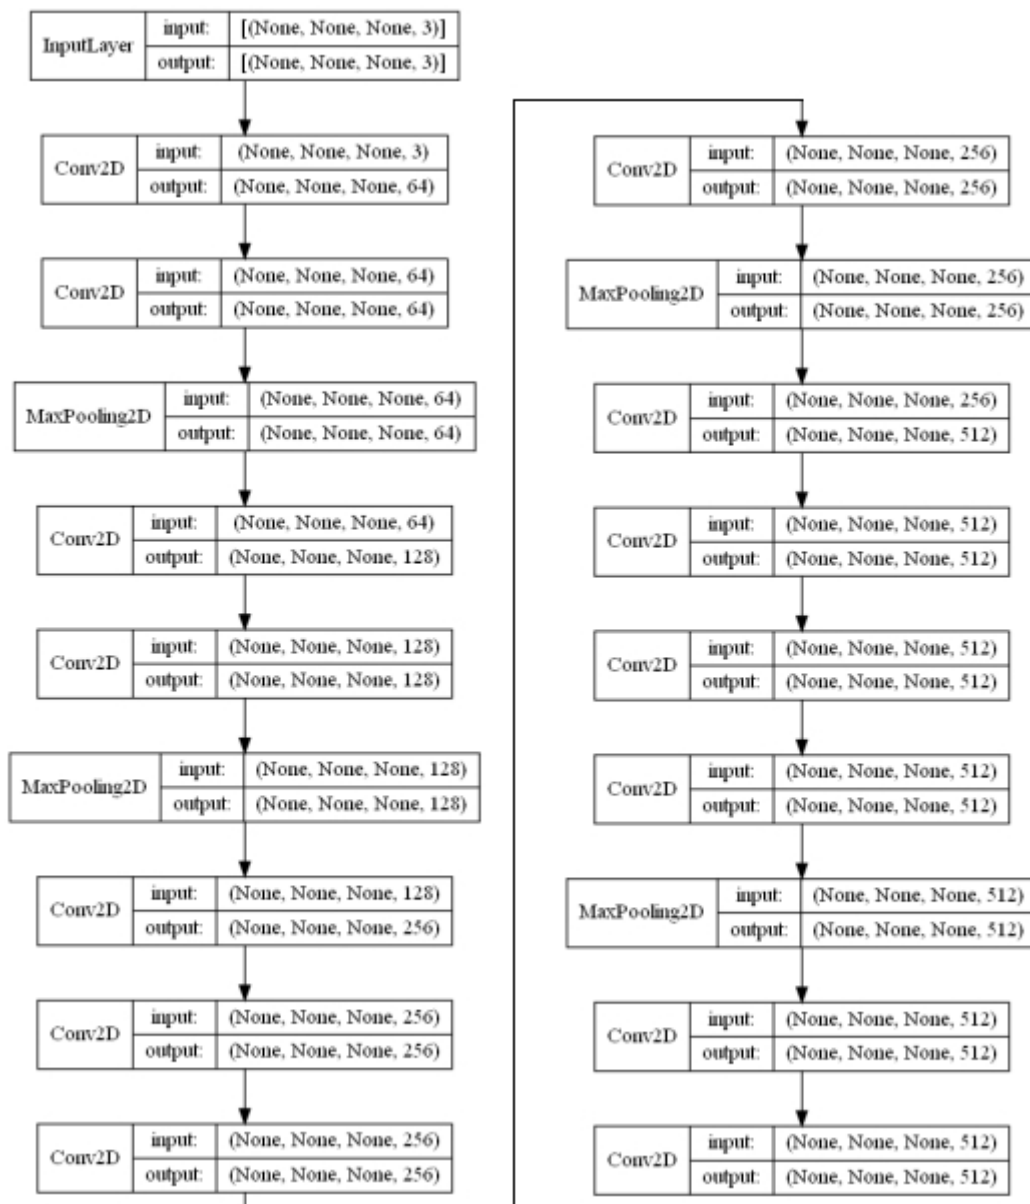 InputLayer
input: [(None, None, None, 3)]
output: [(None, None, None, 3)]
Conv2D
input: (None, None, None, 3)
output: (None, None, None, 64)
Conv2D
input: (None, None, None, 64)
output: (None, None, None, 64)
MaxPooling2D
input: (None, None, None, 64)
output: (None, None, None, 64)
Conv2D
input: (None, None, None, 64)
output: (None, None, None, 128)
Conv2D
input: (None, None, None, 128)
output: (None, None, None, 128)
MaxPooling2D
input: (None, None, None, 128)
output: (None, None, None, 128)
Conv2D
input: (None, None, None, 128)
output: (None, None, None, 256)
Conv2D
input: (None, None, None, 256)
output: (None, None, None, 256)
Conv2D
input: (None, None, None, 256)
output: (None, None, None, 256)
Conv2D
input: (None, None, None, 256)
output: (None, None, None, 256)
MaxPooling2D
input: (None, None, None, 256)
output: (None, None, None, 256)
Conv2D
input: (None, None, None, 256)
output: (None, None, None, 512)
Conv2D
input: (None, None, None, 512)
output: (None, None, None, 512)
Conv2D
input: (None, None, None, 512)
output: (None, None, None, 512)
Conv2D
input: (None, None, None, 512)
output: (None, None, None, 512)
MaxPooling2D
input: (None, None, None, 512)
output: (None, None, None, 512)
Conv2D
input: (None, None, None, 512)
output: (None, None, None, 512)
Conv2D
input: (None, None, None, 512)
output: (None, None, None, 512)